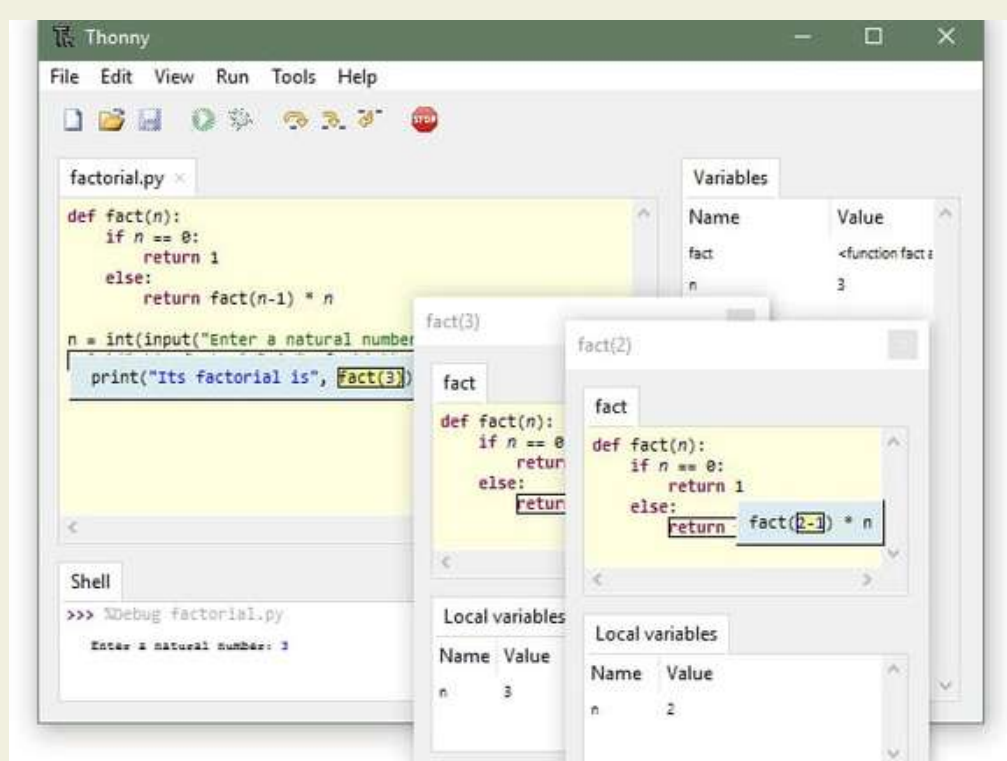 Thonny
File Edit View Run Tools Help
STOP
factorial.py
def fact(n):
    if n == 0:
        return 1
    else:
        return fact(n-1) * n
n = int(input("Enter a natural number
print("Its factorial is", fact(3))
Shell
>>> %Debug factorial.py
Enter a natural number: 3
Variables
Name Value
fact <function fact a
n 3
fact(3)
fact
def fact(n):
    if n == 0
        retur
    else:
        retur
Local variables
Name Value
n 3
fact(2)
fact
def fact(n):
    if n == 0:
        return 1
    else:
        return fact(2-1) * n
Local variables
Name Value
n 2